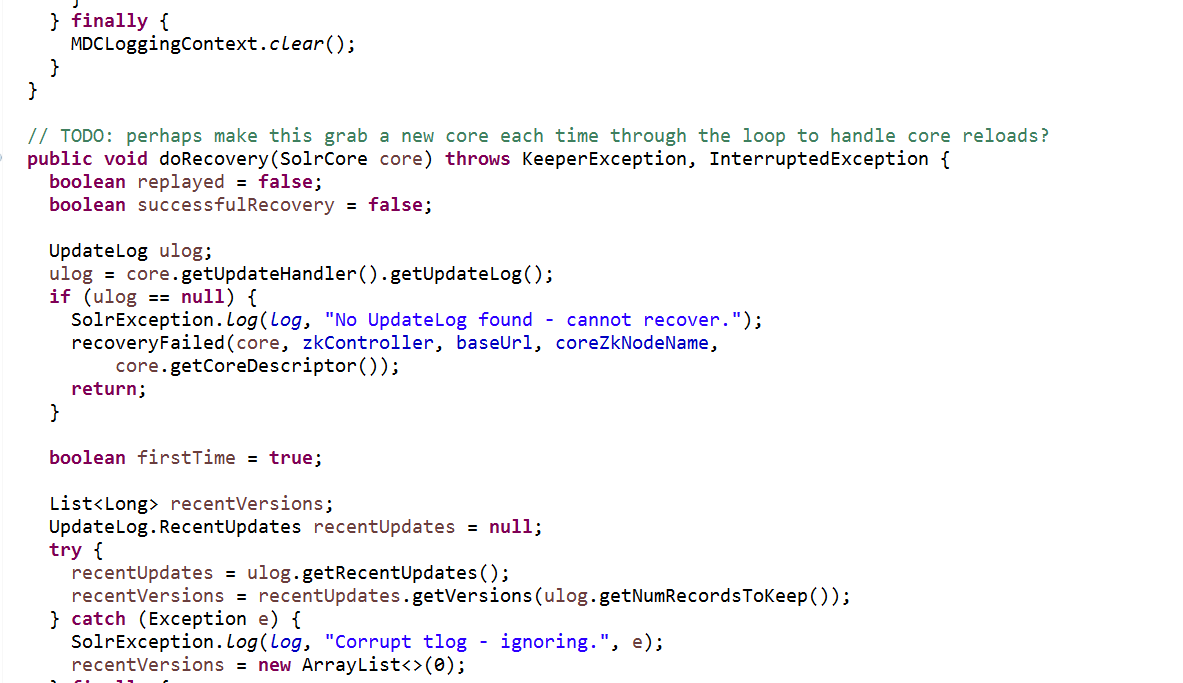 } finally {
MDCLoggingContext.clear();
}
}
// TODO: perhaps make this grab a new core each time through the loop to handle core reloads?
public void doRecovery(SolrCore core) throws KeeperException, InterruptedException {
boolean replayed = false;
boolean successfulRecovery = false;
UpdateLog ulog;
ulog = core.getUpdateHandler().getUpdateLog();
if (ulog == null) {
SolrException.log(log, "No UpdateLog found - cannot recover.");
recoveryFailed(core, zkController, baseUrl, coreZkNodeName,
core.getCoreDescriptor());
return;
}
boolean firstTime = true;
List<Long> recentVersions;
UpdateLog.RecentUpdates recentUpdates = null;
try {
recentUpdates = ulog.getRecentUpdates();
recentVersions = recentUpdates.getVersions(ulog.getNumRecordsToKeep());
} catch (Exception e) {
SolrException.log(log, "Corrupt tlog - ignoring.", e);
recentVersions = new ArrayList<>(0);